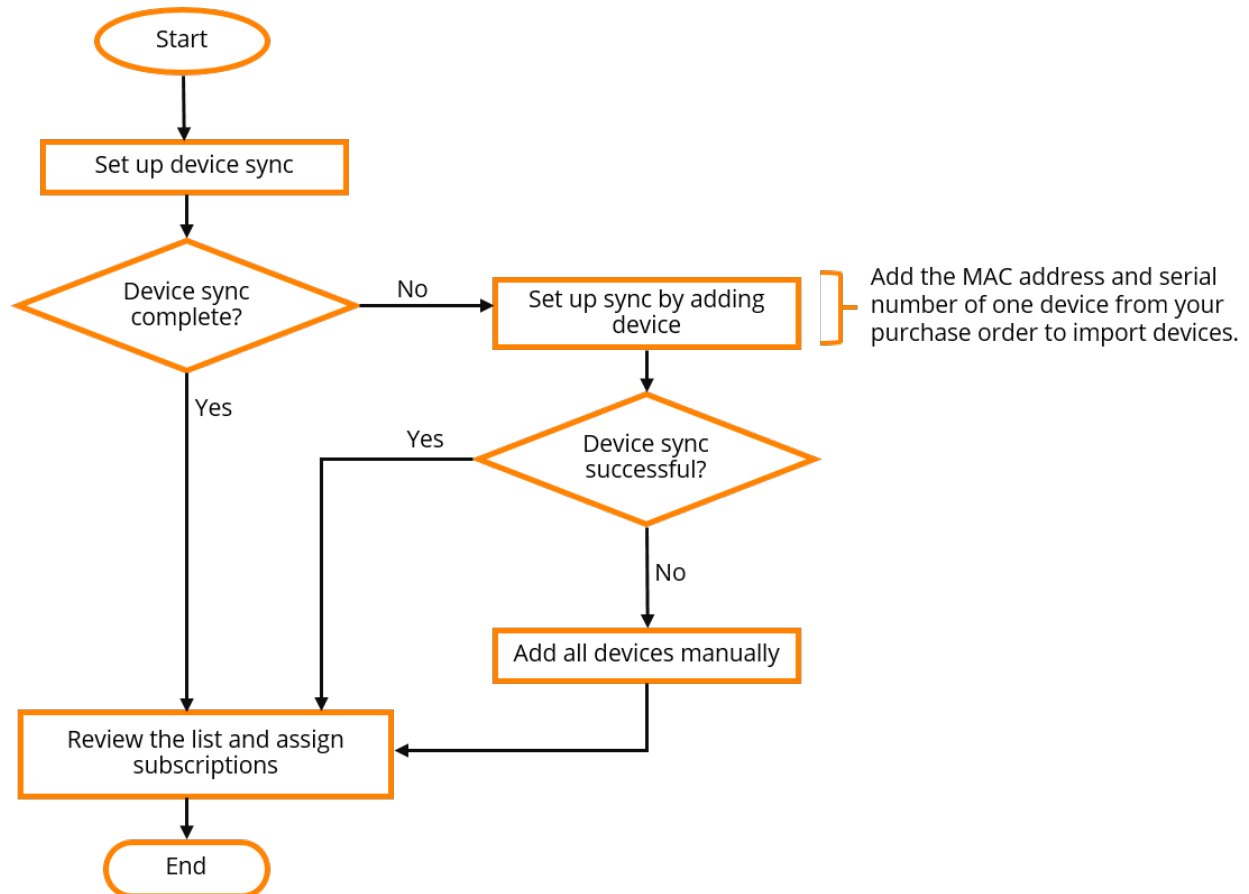 Start
Set up device sync
Device sync
complete?
No
Set up sync by adding
device
Add the MAC address and serial
number of one device from your
purchase order to import devices.
Yes
Yes
Device sync
successful?
No
Add all devices manually
Review the list and assign
subscriptions
End